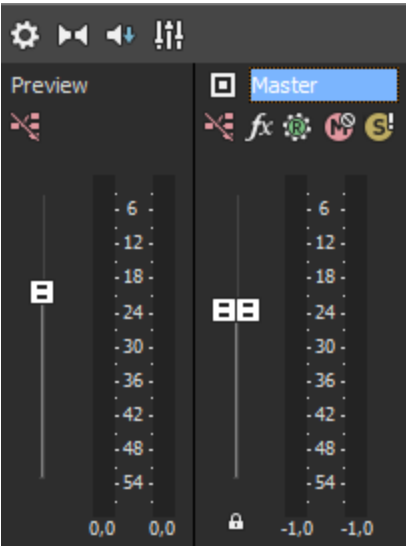 Preview
Master
fx R M S!
- 6 - - 6 -
- 12 - - 12 -
- 18 - - 18 -
- 24 - - 24 -
- 30 - - 30 -
- 36 - - 36 -
- 42 - - 42 -
- 48 - - 48 -
- 54 - - 54 -
0,0 0,0 -1,0 -1,0